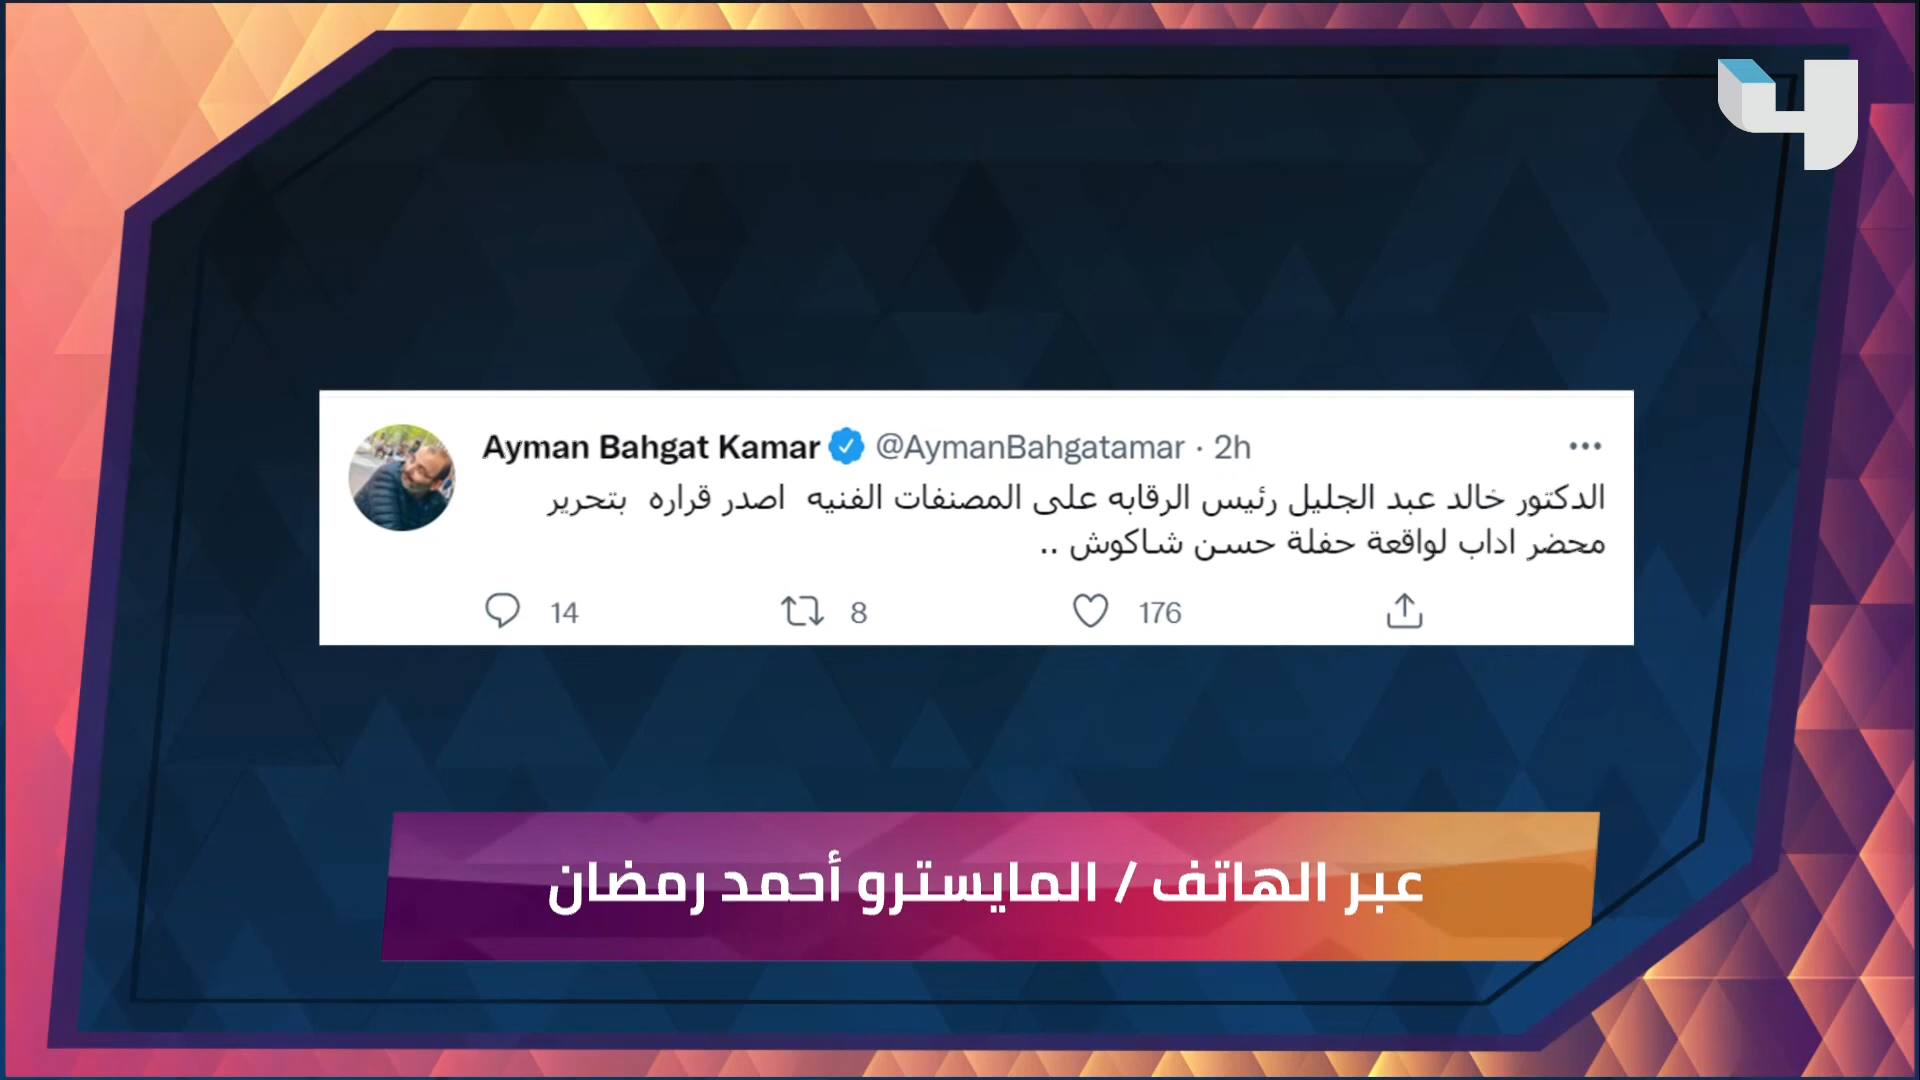 Ayman Bahgat Kamar @AymanBahgatamar · 2h
الدكتور خالد عبد الجليل رئيس الرقابه على المصنفات الفنيه اصدر قراره بتحرير
محضر اداب لواقعة حفلة حسن شاكوش ..
14 8 176
عبر الهاتف / المايسترو أحمد رمضان